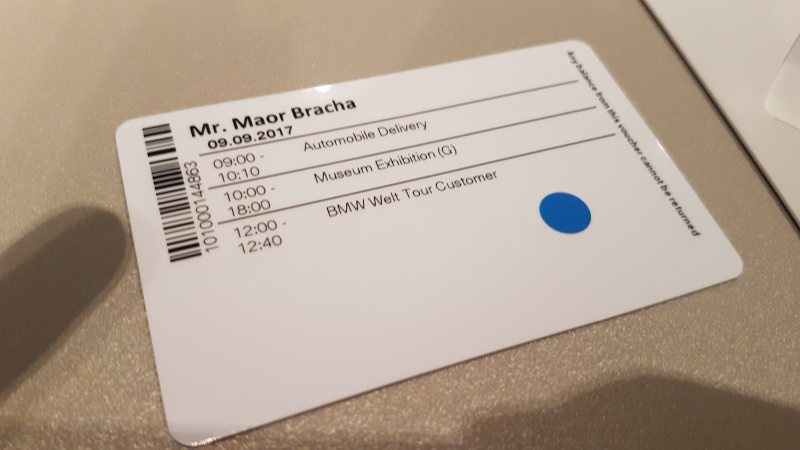 Mr. Maor Bracha
09.09.2017
09:00 - Automobile Delivery
10:10
10:00 - Museum Exhibition (G)
18:00
12:00 - BMW Welt Tour Customer
12:40
101000144863
Any balance from this voucher cannot be returned